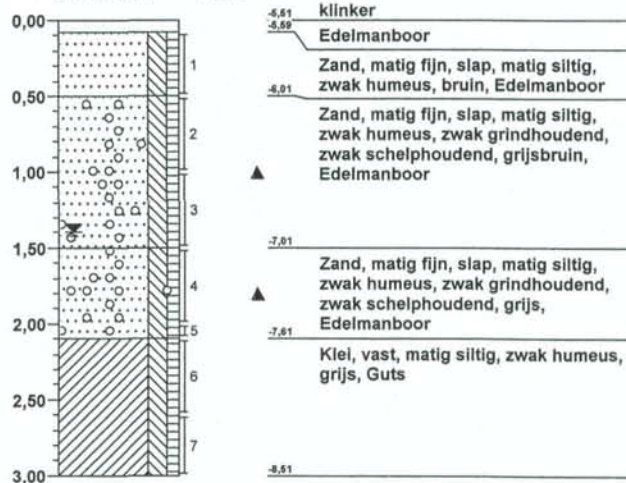 0,00
0,50
1,00
1,50
2,00
2,50
3,00
1
2
3
4
5
6
7
-5,51
klinker
-5,59
Edelmanboor
Zand, matig fijn, slap, matig siltig,
zwak humeus, bruin, Edelmanboor
-6,01
Zand, matig fijn, slap, matig siltig,
zwak humeus, zwak grindhoudend,
zwak schelphoudend, grijsbruin,
Edelmanboor
-7,01
Zand, matig fijn, slap, matig siltig,
zwak humeus, zwak grindhoudend,
zwak schelphoudend, grijs,
Edelmanboor
-7,61
Klei, vast, matig siltig, zwak humeus,
grijs, Guts
-8,51